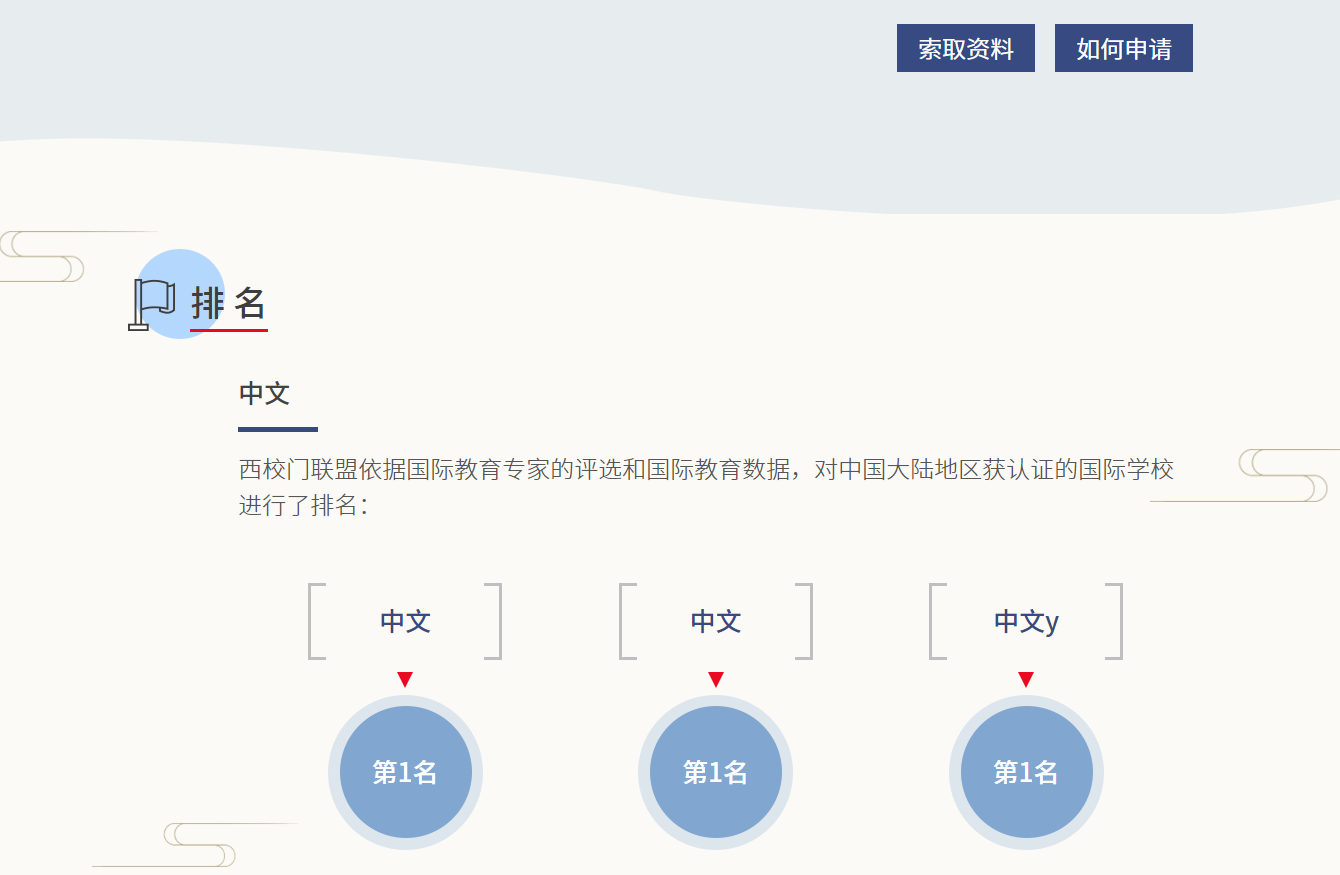 索取资料 如何申请
排名
中文
西校门联盟依据国际教育专家的评选和国际教育数据，对中国大陆地区获认证的国际学校
进行了排名：
中文 中文 中文y
第1名 第1名 第1名